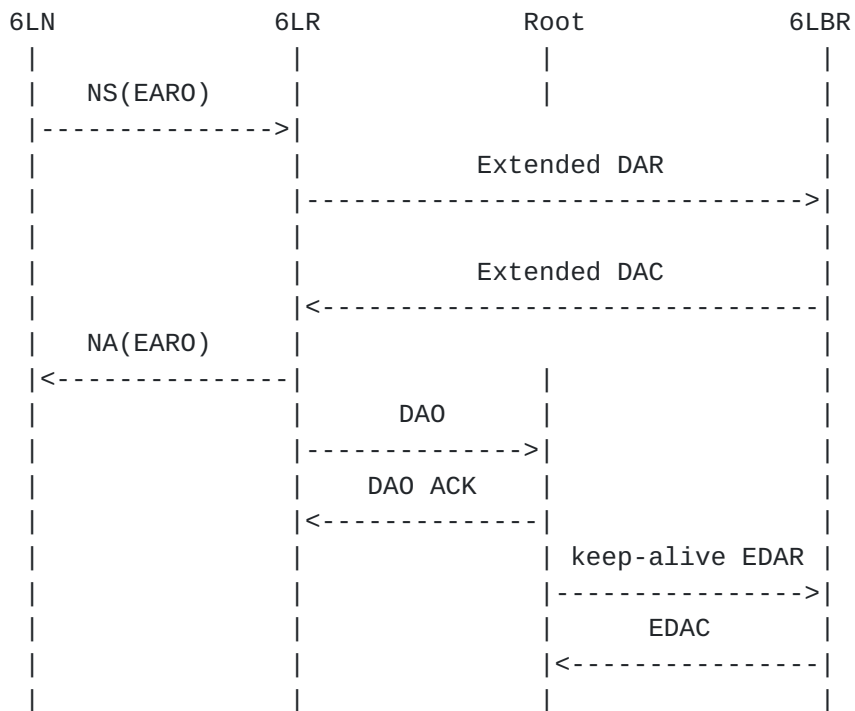 6LN 6LR Root 6LBR
NS(EARO)
Extended DAR
Extended DAC
NA(EARO)
DAO
DAO ACK
keep-alive EDAR
EDAC